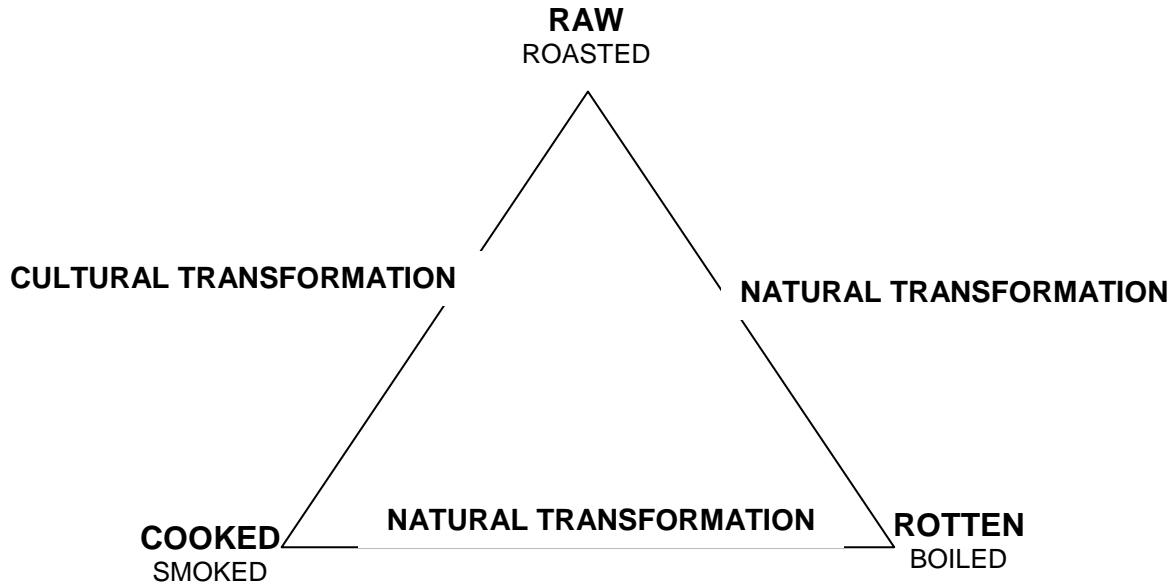 RAW
ROASTED
CULTURAL TRANSFORMATION
NATURAL TRANSFORMATION
NATURAL TRANSFORMATION
COOKED
SMOKED
ROTTEN
BOILED